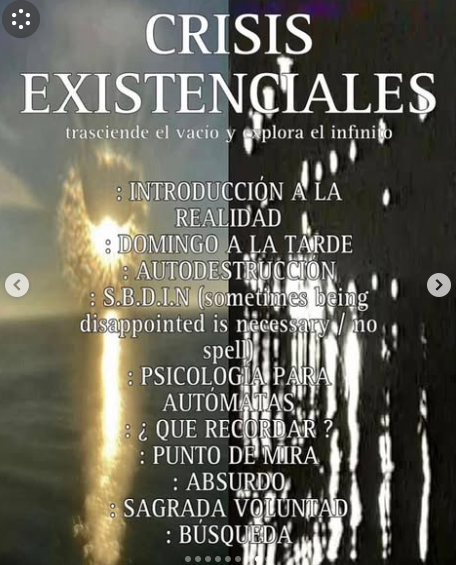 CRISIS
EXISTENCIALES
trasciende el vacio y explora el infinito
: INTRODUCCIÓN A LA
REALIDAD
: DOMINGO A LA TARDE
: AUTODESTRUCCIÓN
: S.B.D.I.N (sometimes being
disappointed is necessary / no
spell)
: PSICOLOGÍA PARA
AUTÓMATAS
: ¿ QUE RECORDAR ?
: PUNTO DE MIRA
: ABSURDO
: SAGRADA VOLUNTAD
: BÚSQUEDA